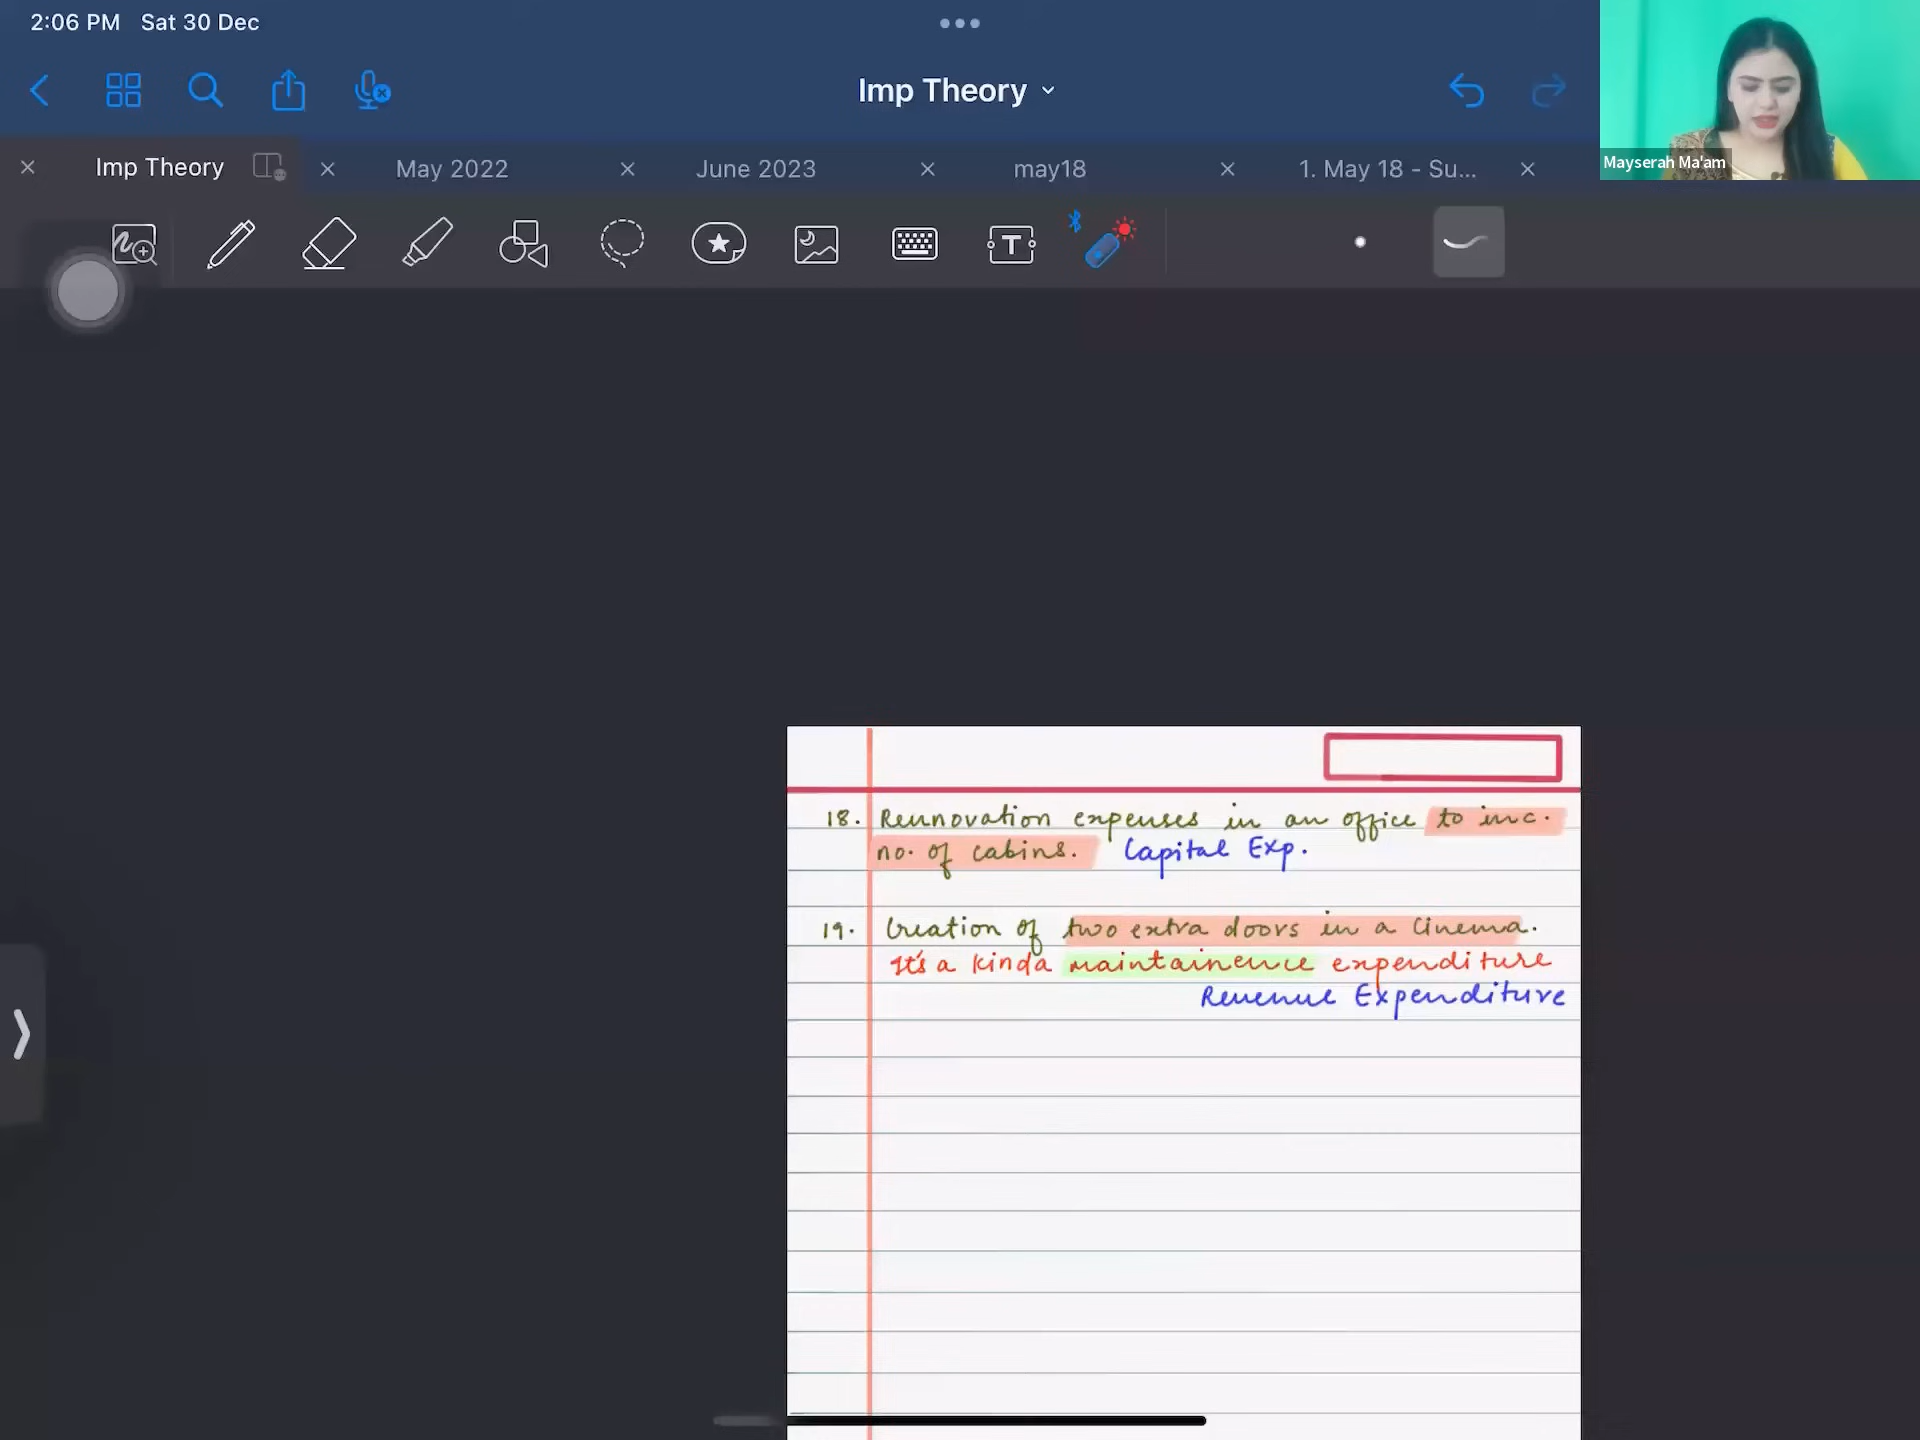 2:06 PM Sat 30 Dec
Imp Theory
Mayserah Ma'am
Imp Theory
May 2022
June 2023
may18
1. May 18 - Su...
T
18. Rennovation expenses in an office to inc.
no. of cabins. Capital Exp.
19. Creation of two extra doors in a Cinema.
It's a kinda maintainence expenditure
Revenue Expenditure